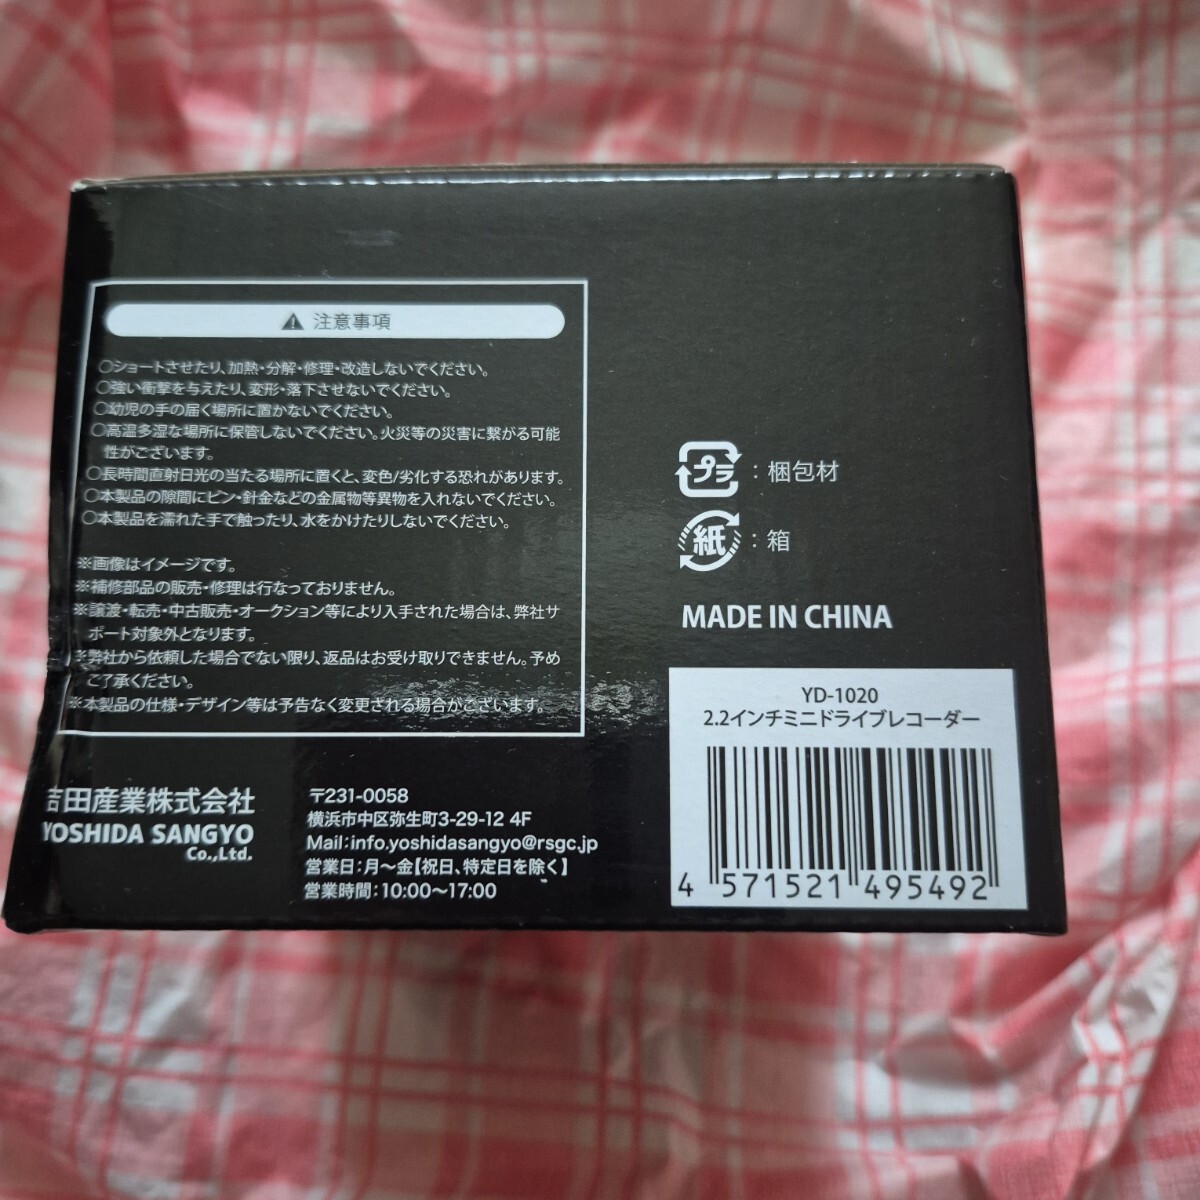 ⚠ 注意事項
○ショートさせたり、加熱・分解・修理・改造しないでください。
○強い衝撃を与えたり、変形・落下させないでください。
○幼児の手の届く場所に置かないでください。
○高温多湿な場所に保管しないでください。火災等の災害に繋がる可能
性がございます。
○長時間直射日光の当たる場所に置くと、変色/劣化する恐れがあります。
○本製品の隙間にピン・針金などの金属物等異物を入れないでください。
○本製品を濡れた手で触ったり、水をかけたりしないでください。
※画像はイメージです。
※補修部品の販売・修理は行なっておりません。
※譲渡・転売・中古販売・オークション等により入手された場合は、弊社サ
ポート対象外となります。
※弊社から依頼した場合でない限り、返品はお受け取りできません。予め
ご了承ください。
※本製品の仕様・デザイン等は予告なく変更される場合がございます。
吉田産業株式会社
YOSHIDA SANGYO
Co.,Ltd.
〒231-0058
横浜市中区弥生町3-29-12 4F
Mail：info.yoshidasangyo@rsgc.jp
営業日：月〜金【祝日、特定日を除く】
営業時間：10:00〜17:00
プラ：梱包材
紙：箱
MADE IN CHINA
YD-1020
2.2インチミニドライブレコーダー
4 571521 495492